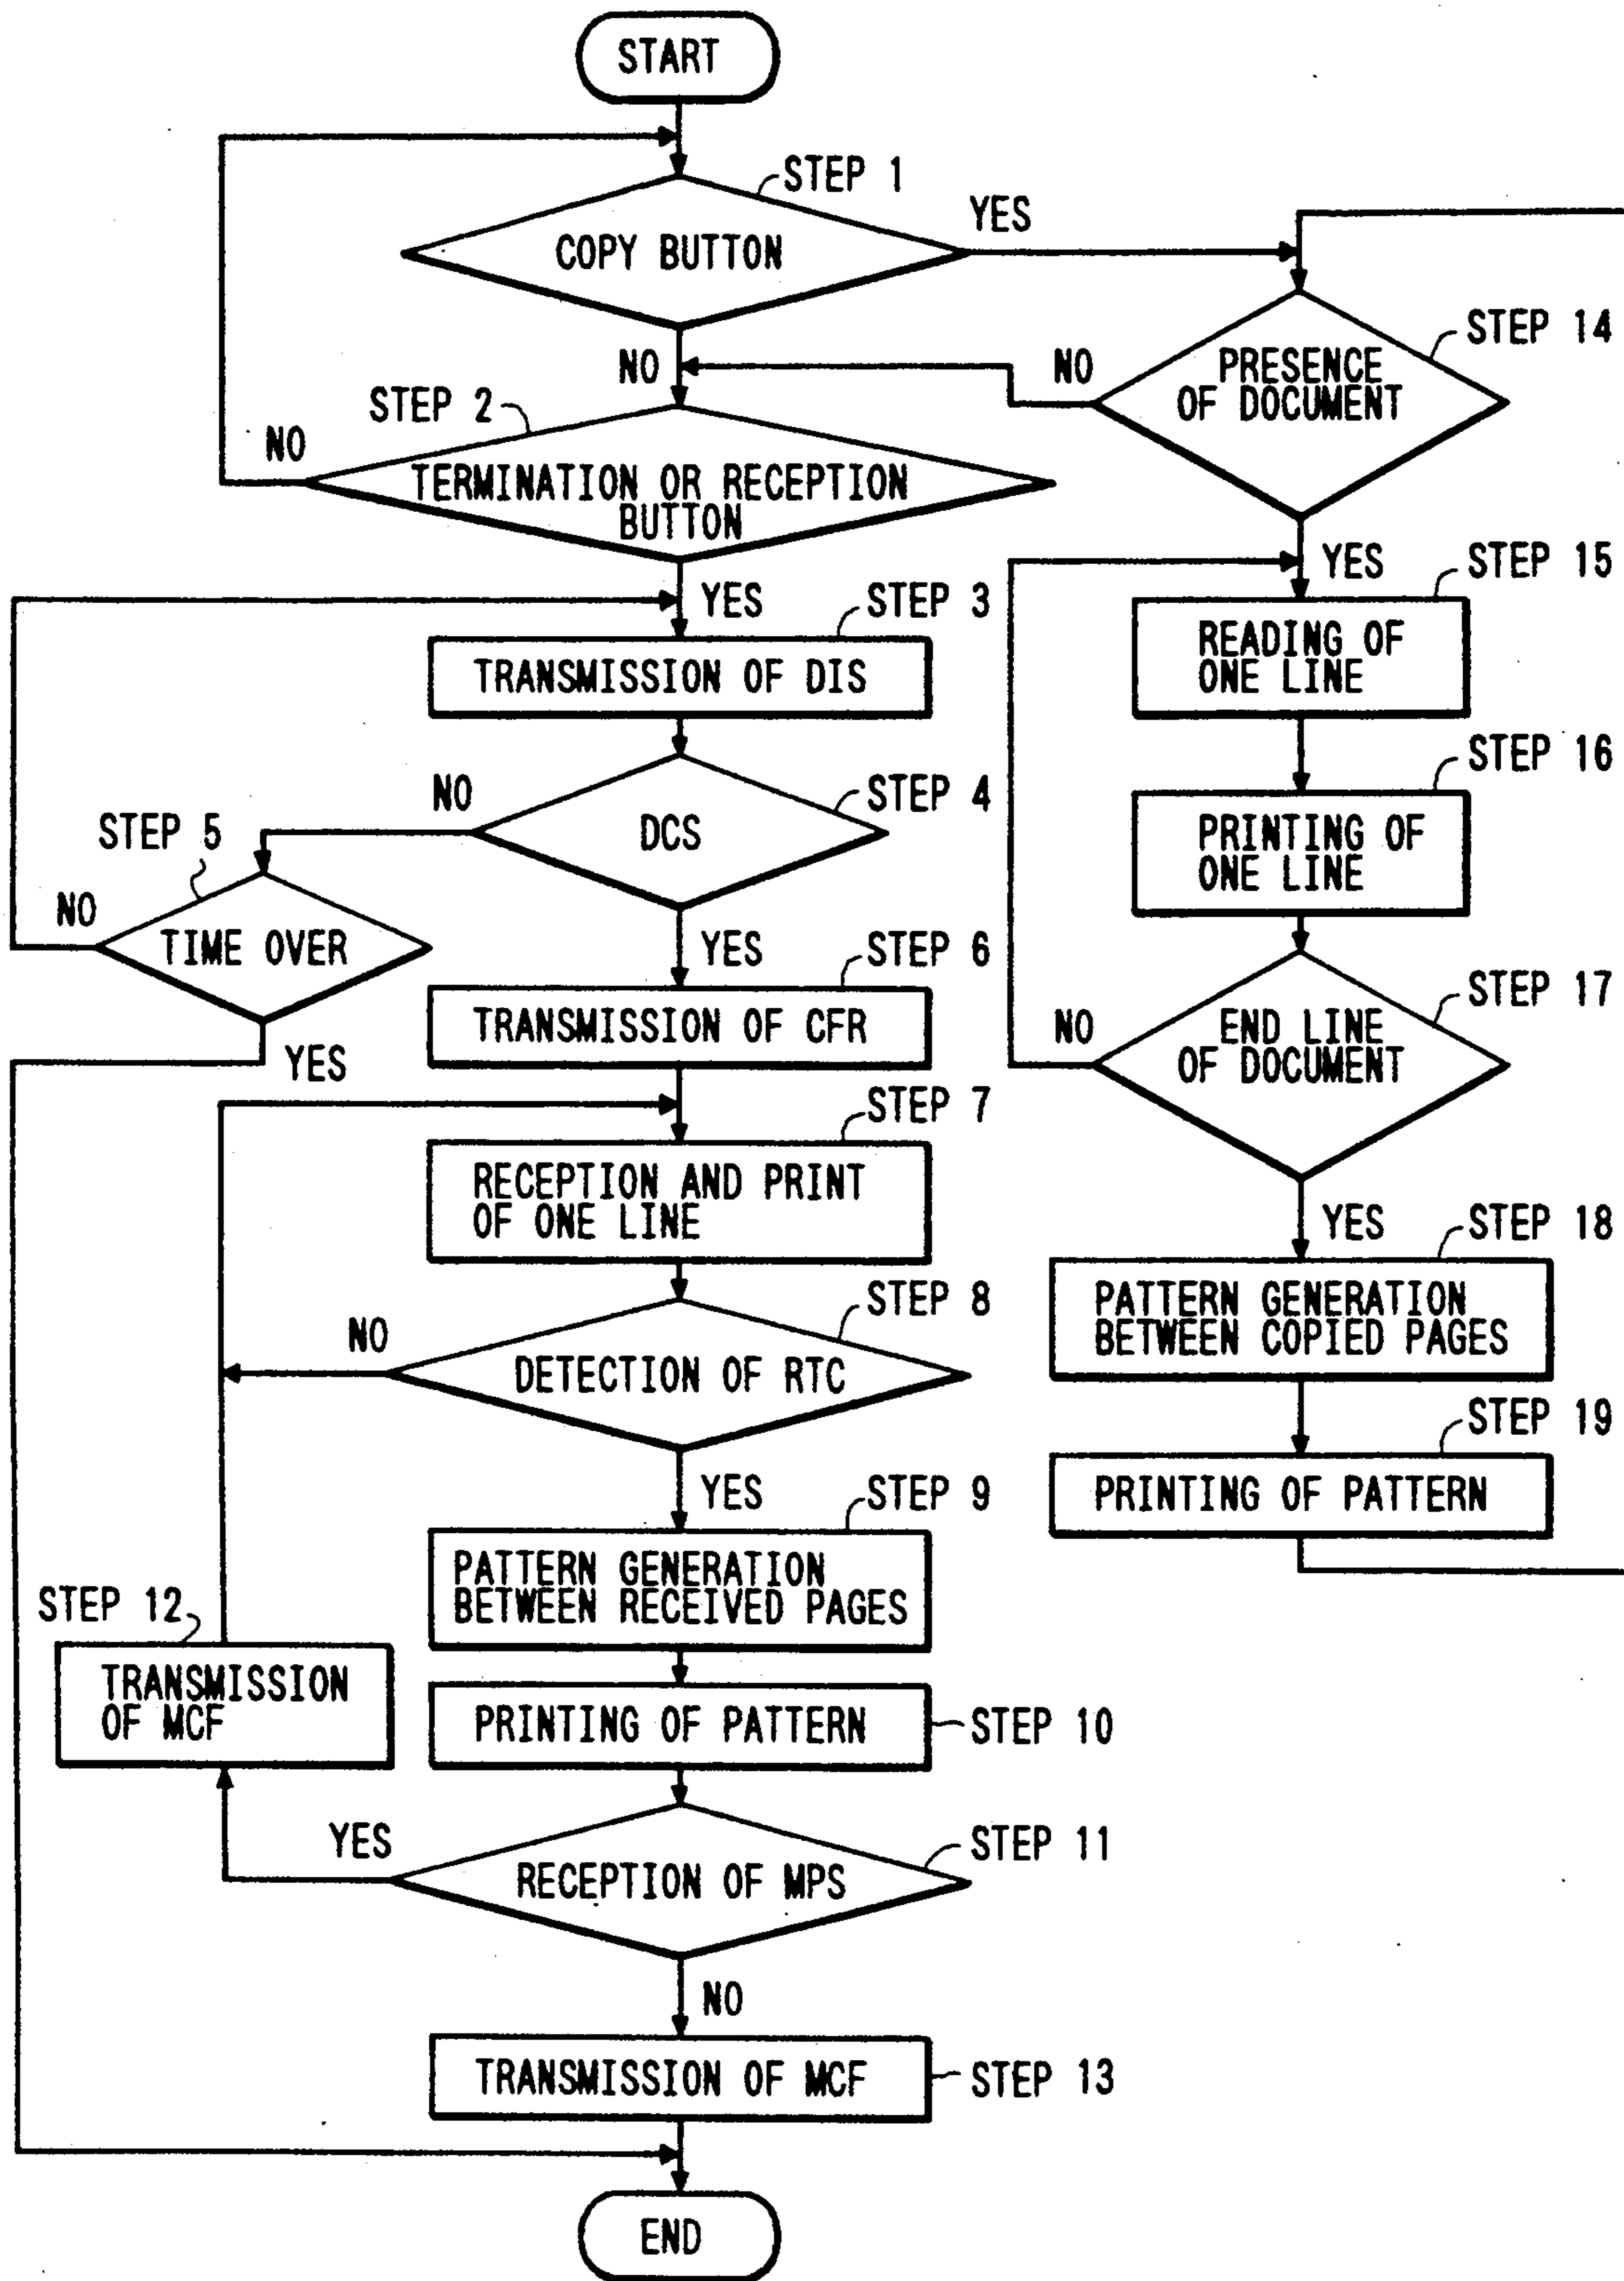 START
STEP 1
YES
COPY BUTTON
STEP 14
NO
NO
PRESENCE
OF DOCUMENT
STEP 2
NO
TERMINATION OR RECEPTION
BUTTON
YES
STEP 3
TRANSMISSION OF DIS
YES
STEP 15
READING OF
ONE LINE
NO
STEP 4
DCS
STEP 5
NO
TIME OVER
YES
YES
STEP 6
TRANSMISSION OF CFR
STEP 16
PRINTING OF
ONE LINE
STEP 17
NO
END LINE
OF DOCUMENT
STEP 7
RECEPTION AND PRINT
OF ONE LINE
YES
STEP 18
PATTERN GENERATION
BETWEEN COPIED PAGES
NO
STEP 8
DETECTION OF RTC
STEP 19
PRINTING OF PATTERN
YES
STEP 9
PATTERN GENERATION
BETWEEN RECEIVED PAGES
STEP 12
TRANSMISSION
OF MCF
PRINTING OF PATTERN
STEP 10
YES
STEP 11
RECEPTION OF MPS
NO
TRANSMISSION OF MCF
STEP 13
END